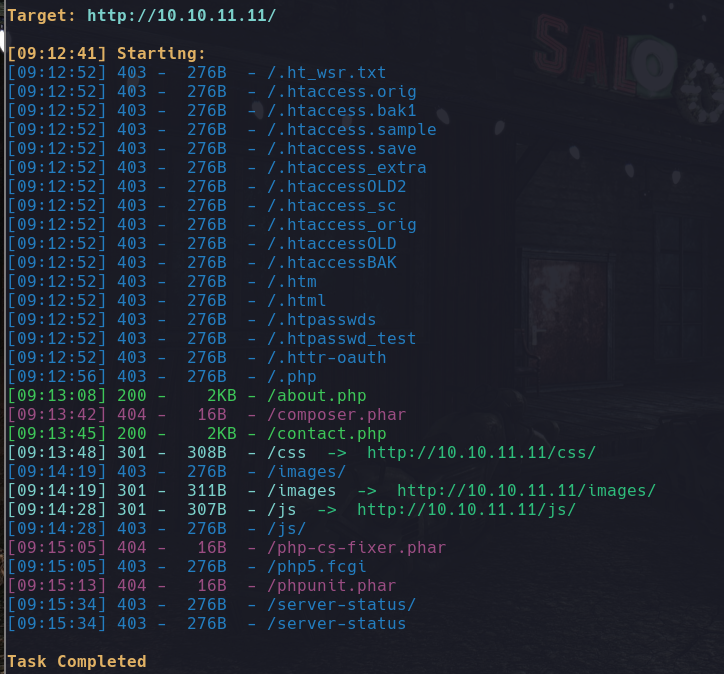 Target: http://10.10.11.11/
[09:12:41] Starting:
[09:12:52] 403 - 276B - /.ht_wsr.txt
[09:12:52] 403 - 276B - /.htaccess.orig
[09:12:52] 403 - 276B - /.htaccess.bak1
[09:12:52] 403 - 276B - /.htaccess.sample
[09:12:52] 403 - 276B - /.htaccess.save
[09:12:52] 403 - 276B - /.htaccess_extra
[09:12:52] 403 - 276B - /.htaccessOLD2
[09:12:52] 403 - 276B - /.htaccess_sc
[09:12:52] 403 - 276B - /.htaccess_orig
[09:12:52] 403 - 276B - /.htaccessOLD
[09:12:52] 403 - 276B - /.htaccessBAK
[09:12:52] 403 - 276B - /.htm
[09:12:52] 403 - 276B - /.html
[09:12:52] 403 - 276B - /.htpasswds
[09:12:52] 403 - 276B - /.htpasswd_test
[09:12:52] 403 - 276B - /.httr-oauth
[09:12:56] 403 - 276B - /.php
[09:13:08] 200 - 2KB - /about.php
[09:13:42] 404 - 16B - /composer.phar
[09:13:45] 200 - 2KB - /contact.php
[09:13:48] 301 - 308B - /css -> http://10.10.11.11/css/
[09:14:19] 403 - 276B - /images/
[09:14:19] 301 - 311B - /images -> http://10.10.11.11/images/
[09:14:28] 301 - 307B - /js -> http://10.10.11.11/js/
[09:14:28] 403 - 276B - /js/
[09:15:05] 404 - 16B - /php-cs-fixer.phar
[09:15:05] 403 - 276B - /php5.fcgi
[09:15:13] 404 - 16B - /phpunit.phar
[09:15:34] 403 - 276B - /server-status/
[09:15:34] 403 - 276B - /server-status
Task Completed